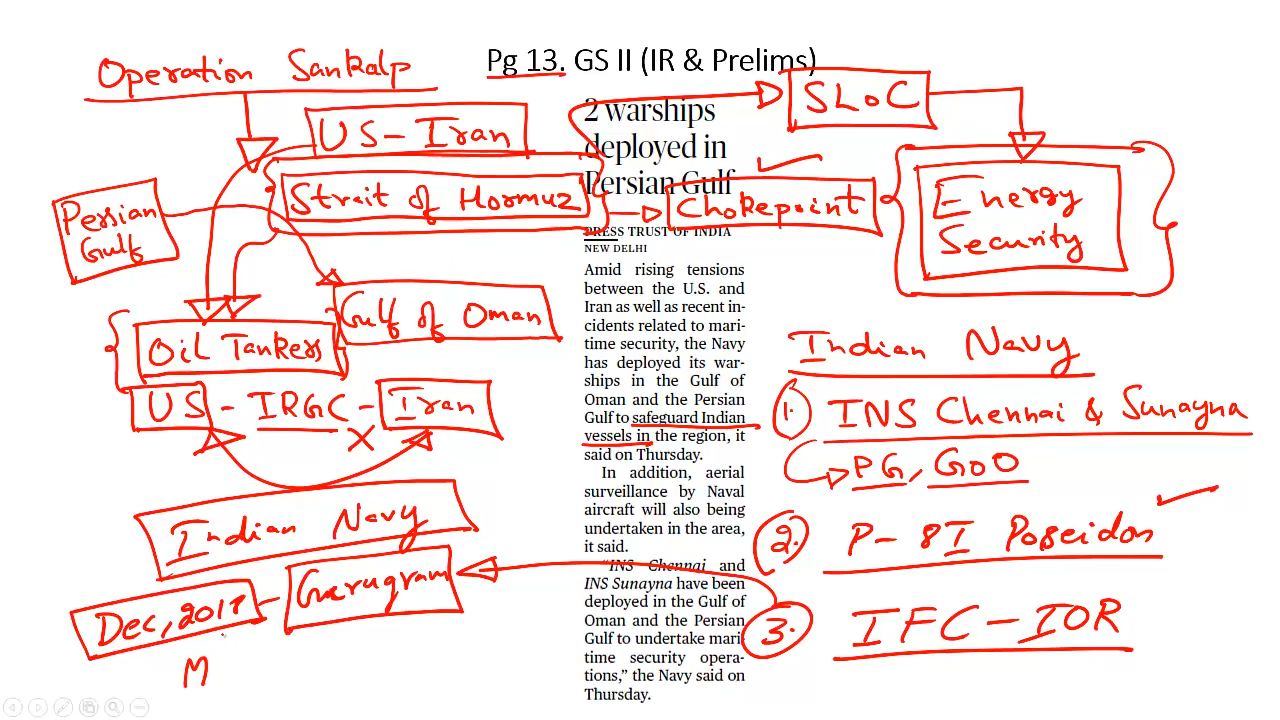 Operation Sankalp
Pg 13. GS II (IR & Prelims)
US - Iran
Strait of Hormuz
Persian
Gulf
Gulf of Oman
Oil Tankers
US - IRGC - Iran
Indian Navy
Gurugram
M
2 warships
deployed in
Persian Gulf
PRESS TRUST OF INDIA
NEW DELHI
Amid rising tensions
between the U.S. and
Iran as well as recent in-
cidents related to mari-
time security, the Navy
has deployed its war-
ships in the Gulf of
Oman and the Persian
Gulf to safeguard Indian
vessels in the region, it
said on Thursday.
In addition, aerial
surveillance by Naval
aircraft will also being
undertaken in the area,
it said.
“INS Chennai and
INS Sunayna have been
deployed in the Gulf of
Oman and the Persian
Gulf to undertake mari-
time security opera-
tions,” the Navy said on
Thursday.
SLoC
Chokepoint
Energy
Security
Indian Navy
1. INS Chennai & Sunayna
PG, GoO
2. P-8I Poseidon
3. IFC-IOR